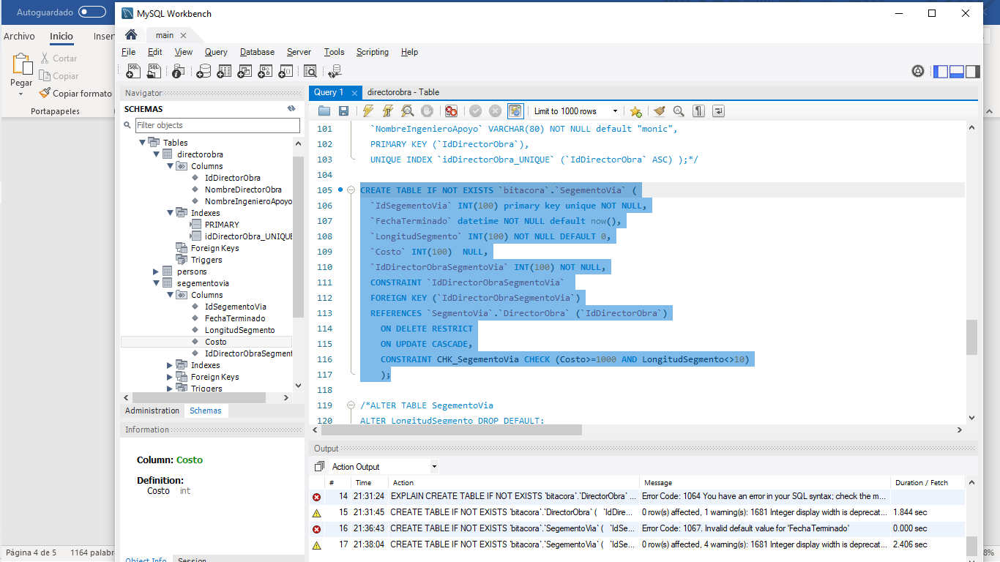 Autoguardado
MySQL Workbench
Archivo Inicio Inser
main
File Edit View Query Database Server Tools Scripting Help
Pegar
Cortar
Copiar
Copiar formato
Portapapeles
Navigator
SCHEMAS
Filter objects
Tables
directorobra
Columns
IdDirectorObra
NombreDirectorObra
NombreIngenieroApoyo
Indexes
PRIMARY
idDirectorObra_UNIQUE
Foreign Keys
Triggers
persons
segementovia
Columns
IdSegementoVia
FechaTerminado
LongitudSegmento
Costo
IdDirectorObraSegment
Indexes
Foreign Keys
Triggers
Administration Schemas
Information
Column: Costo
Definition:
Costo int
Object Info Session
Query 1 directorobra - Table
Limit to 1000 rows
101 `NombreIngenieroApoyo` VARCHAR(80) NOT NULL default "monic",
102 PRIMARY KEY (`IdDirectorObra`),
103 UNIQUE INDEX `idDirectorObra_UNIQUE` (`IdDirectorObra` ASC) );*/
104
105 CREATE TABLE IF NOT EXISTS `bitacora`.`SegementoVia` (
106 `IdSegementoVia` INT(100) primary key unique NOT NULL,
107 `FechaTerminado` datetime NOT NULL default now(),
108 `LongitudSegmento` INT(100) NOT NULL DEFAULT 0,
109 `Costo` INT(100) NULL,
110 `IdDirectorObraSegmentoVia` INT(100) NOT NULL,
111 CONSTRAINT `IdDirectorObraSegmentoVia`
112 FOREIGN KEY (`IdDirectorObraSegmentoVia`)
113 REFERENCES `SegmentoVia`.`DirectorObra` (`IdDirectorObra`)
114 ON DELETE RESTRICT
115 ON UPDATE CASCADE,
116 CONSTRAINT CHK_SegementoVia CHECK (Costo>=1000 AND LongitudSegmento<>10)
117 );
118
119 /*ALTER TABLE SegementoVia
120 ALTER LongitudSegmento DROP DEFAULT;
Output
Action Output
# Time Action Message Duration / Fetch
14 21:31:24 EXPLAIN CREATE TABLE IF NOT EXISTS `bitacora`.`DirectorObra` ... Error Code: 1064 You have an error in your SQL syntax; check the m...
15 21:31:45 CREATE TABLE IF NOT EXISTS `bitacora`.`DirectorObra` ( `IdDire... 0 row(s) affected, 1 warning(s): 1681 Integer display width is deprecat... 1.844 sec
16 21:36:43 CREATE TABLE IF NOT EXISTS `bitacora`.`SegementoVia` ( `IdSe... Error Code: 1067. Invalid default value for 'FechaTerminado' 0.000 sec
17 21:38:04 CREATE TABLE IF NOT EXISTS `bitacora`.`SegementoVia` ( `IdSe... 0 row(s) affected, 4 warning(s): 1681 Integer display width is deprecat... 2.406 sec
Página 4 de 5 1164 palabr
8%